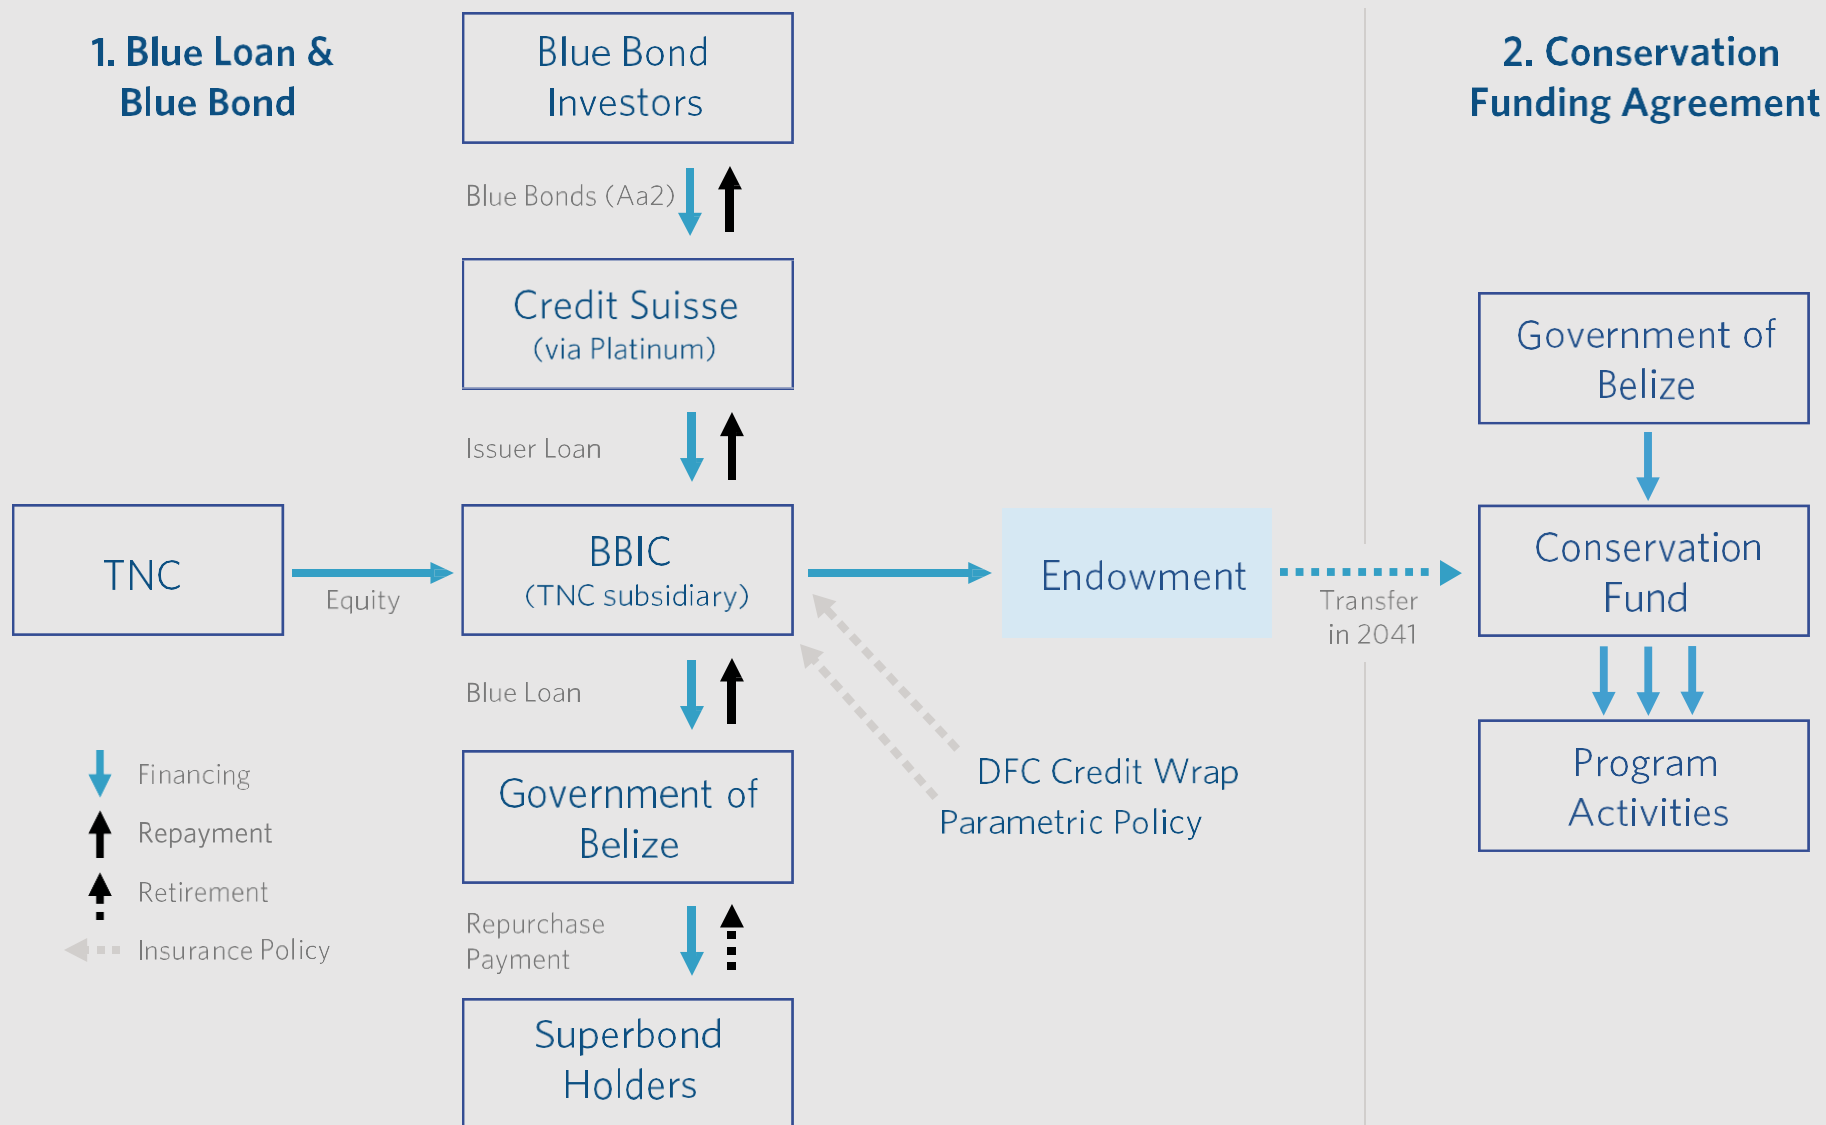 1. Blue Loan &
Blue Bond
Blue Bond
Investors
2. Conservation
Funding Agreement
Blue Bonds (Aa2)
Credit Suisse
(via Platinum)
Government of
Belize
Issuer Loan
TNC
Equity
BBIC
(TNC subsidiary)
Endowment
Transfer
in 2041
Conservation
Fund
Blue Loan
Financing
Repayment
Retirement
Insurance Policy
Government of
Belize
DFC Credit Wrap
Parametric Policy
Program
Activities
Repurchase
Payment
Superbond
Holders